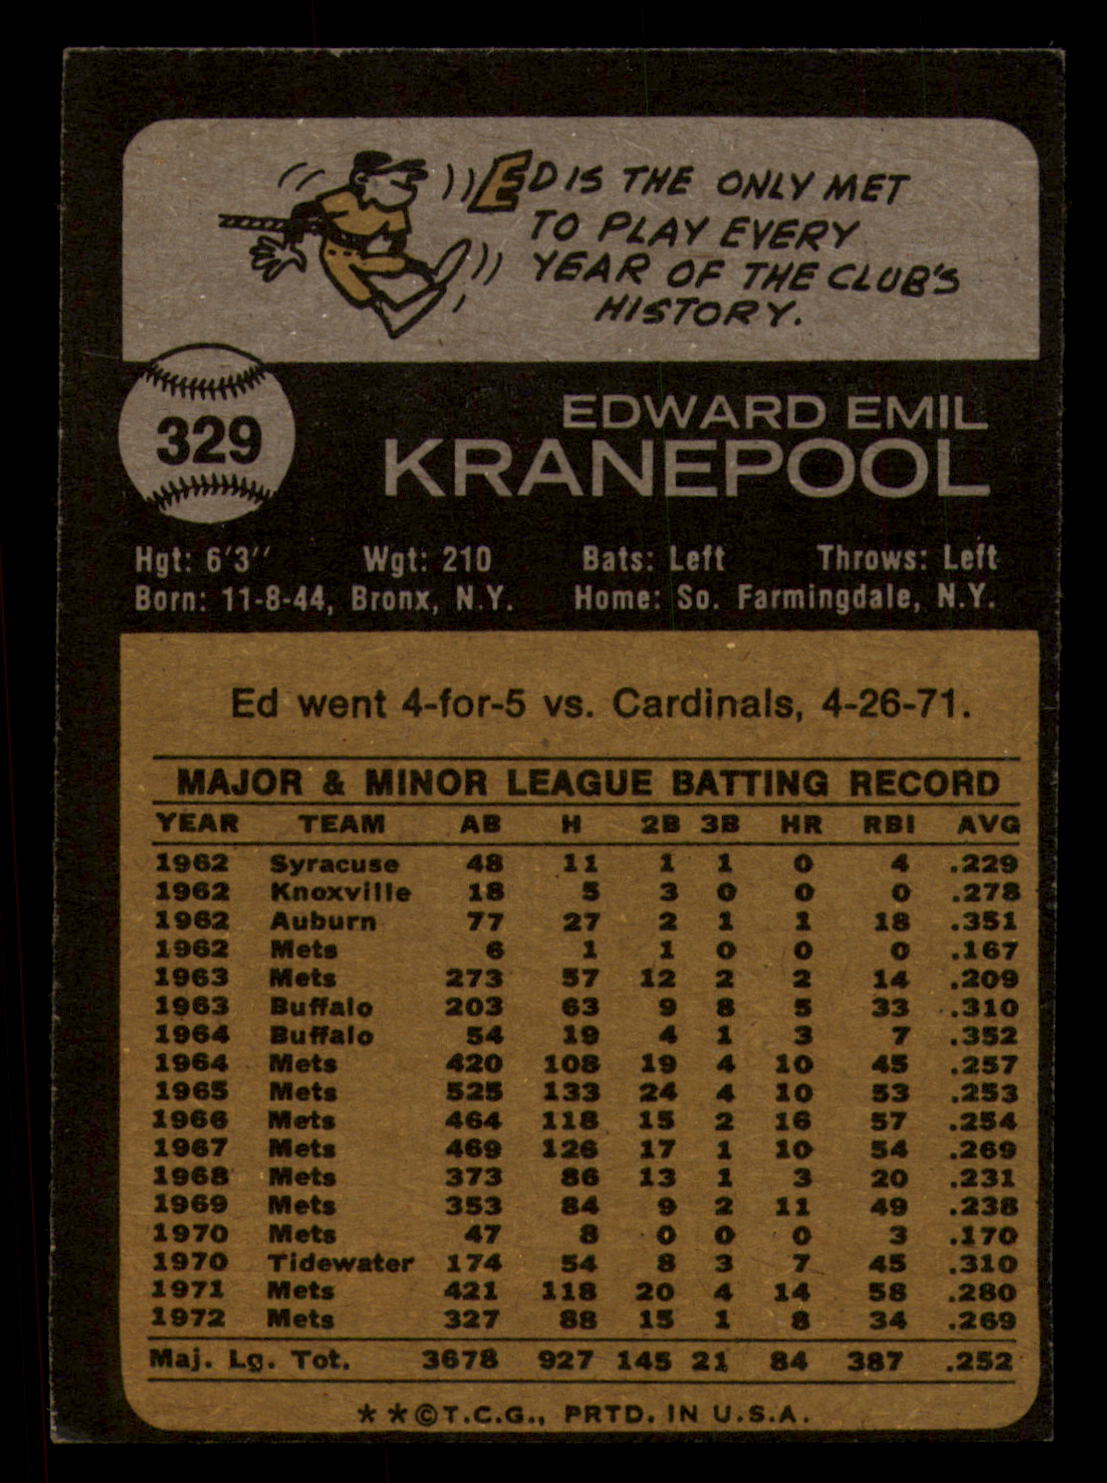 ED IS THE ONLY MET
TO PLAY EVERY
YEAR OF THE CLUB'S
HISTORY.
329
EDWARD EMIL
KRANEPOOL
Hgt: 6'3" Wgt: 210 Bats: Left Throws: Left
Born: 11-8-44, Bronx, N.Y. Home: So. Farmingdale, N.Y.
Ed went 4-for-5 vs. Cardinals, 4-26-71.
MAJOR & MINOR LEAGUE BATTING RECORD
YEAR TEAM AB H 2B 3B HR RBI AVG
1962 Syracuse 48 11 1 1 0 4 .229
1962 Knoxville 18 5 3 0 0 0 .278
1962 Auburn 77 27 2 1 1 18 .351
1962 Mets 6 1 1 0 0 0 .167
1963 Mets 273 57 12 2 2 14 .209
1963 Buffalo 203 63 9 8 5 33 .310
1964 Buffalo 54 19 4 1 3 7 .352
1964 Mets 420 108 19 4 10 45 .257
1965 Mets 525 133 24 4 10 53 .253
1966 Mets 464 118 15 2 16 57 .254
1967 Mets 469 126 17 1 10 54 .269
1968 Mets 373 86 13 1 3 20 .231
1969 Mets 353 84 9 2 11 49 .238
1970 Mets 47 8 0 0 0 3 .170
1970 Tidewater 174 54 8 3 7 45 .310
1971 Mets 421 118 20 4 14 58 .280
1972 Mets 327 88 15 1 8 34 .269
Maj. Lg. Tot. 3678 927 145 21 84 387 .252
**©T.C.G., PRTD. IN U.S.A.